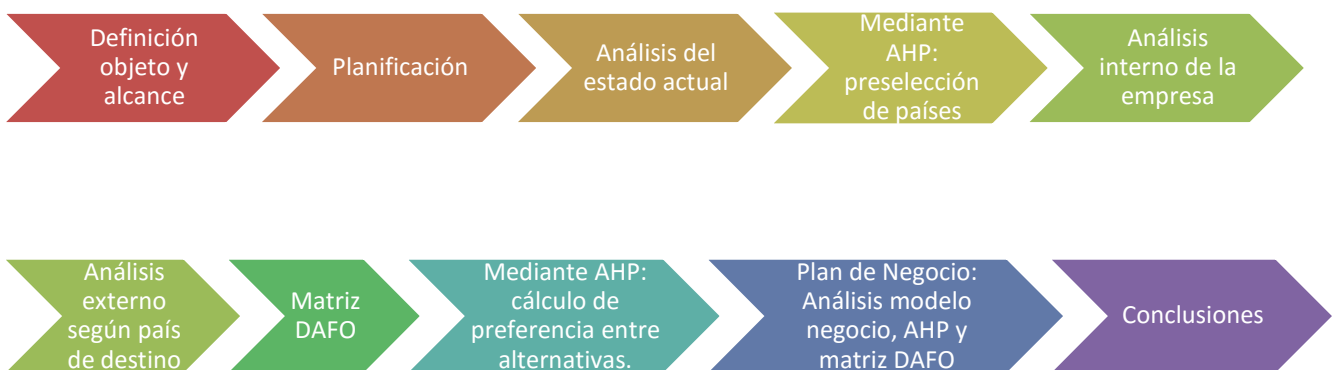 Definición
objeto y
alcance
Planificación
Análisis del
estado actual
Mediante
AHP:
preselección
de países
Análisis
interno de la
empresa
Análisis
externo
según país
de destino
Matriz
DAFO
Mediante AHP:
cálculo de
preferencia entre
alternativas.
Plan de Negocio:
Análisis modelo
negocio, AHP y
matriz DAFO
Conclusiones